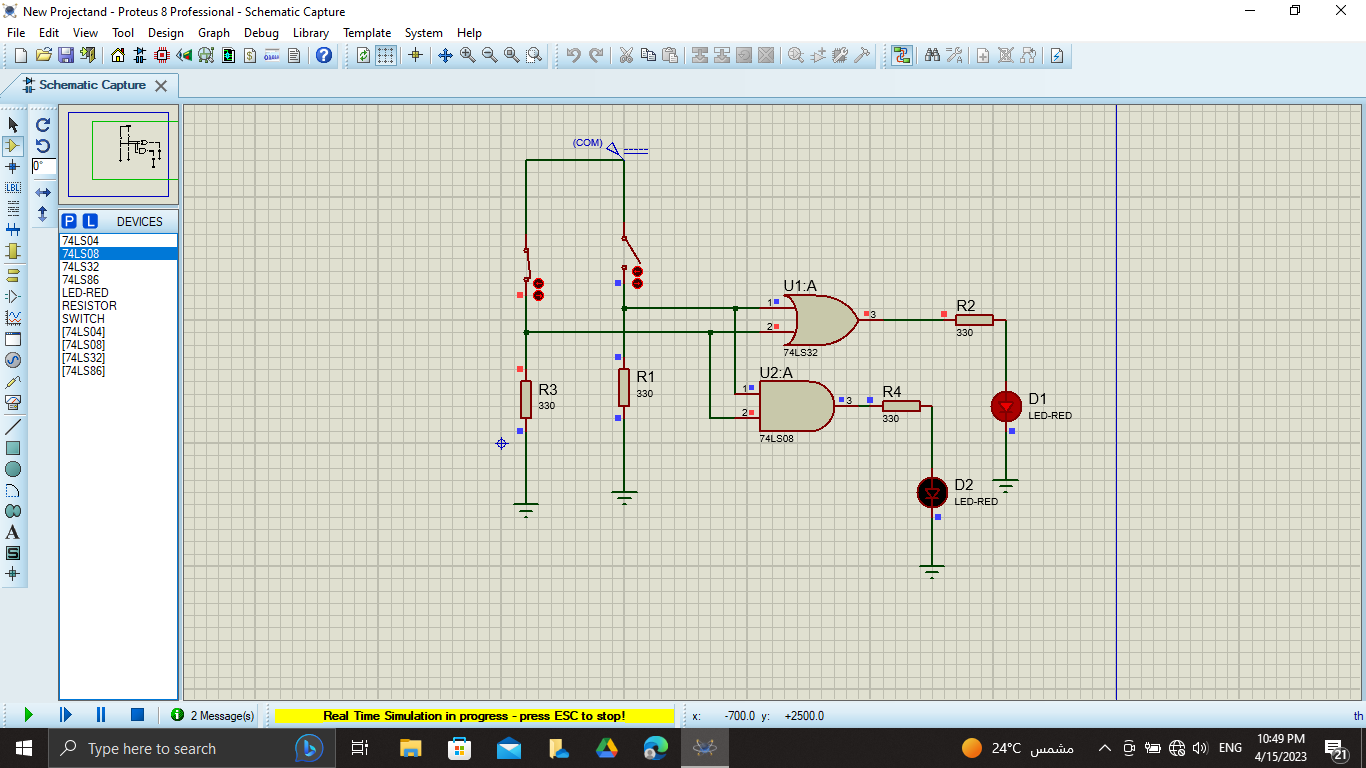 New Projectand - Proteus 8 Professional - Schematic Capture
File Edit View Tool Design Graph Debug Library Template System Help
Schematic Capture
0°
LBL
A
S
P L DEVICES
74LS04
74LS08
74LS32
74LS86
LED-RED
RESISTOR
SWITCH
[74LS04]
[74LS08]
[74LS32]
[74LS86]
(COM)
U1:A
1
2
3
74LS32
R2
330
U2:A
1
2
3
74LS08
R4
330
R3
330
R1
330
D1
LED-RED
D2
LED-RED
2 Message(s)
Real Time Simulation in progress - press ESC to stop!
x: -700.0 y: +2500.0
th
Type here to search
24°C مشمس
ENG
10:49 PM
4/15/2023
21